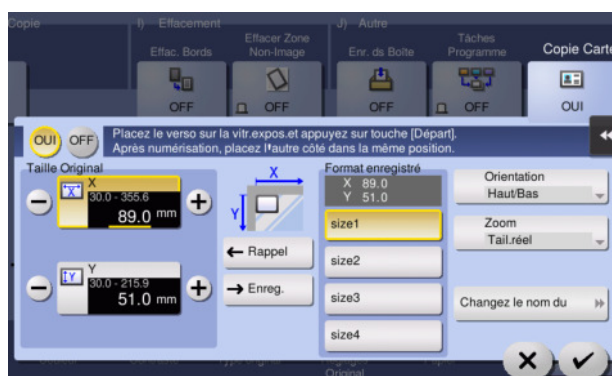 Copie
I) Effacement
J) Autre
Effac. Bords
Effacer Zone
Non-Image
Enr. ds Boîte
Tâches
Programme
Copie Carte
OFF
OFF
OFF
OFF
OUI
OUI
OFF
Placez le verso sur la vitr.expos.et appuyez sur touche [Départ].
Après numérisation, placez l'autre côté dans la même position.
Taille Original
X
30.0 - 355.6
89.0 mm
Y
30.0 - 215.9
51.0 mm
X
Y
← Rappel
→ Enreg.
Format enregistré
X 89.0
Y 51.0
size1
size2
size3
size4
Orientation
Haut/Bas
Zoom
Tail.réel
Changez le nom du
Original